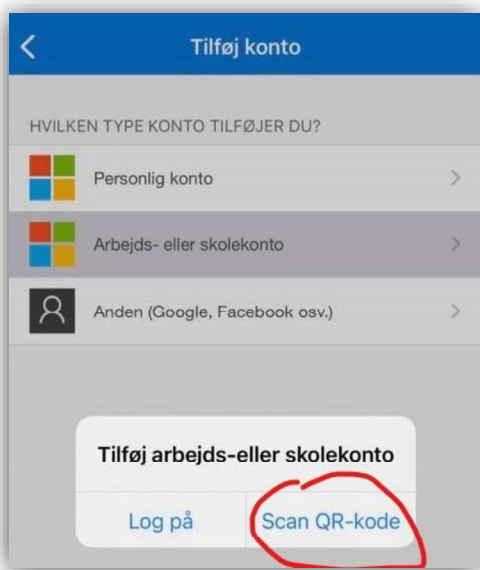 Tilføj konto
HVILKEN TYPE KONTO TILFØJER DU?
Personlig konto
Arbejds- eller skolekonto
Anden (Google, Facebook osv.)
Tilføj arbejds-eller skolekonto
Log på
Scan QR-kode